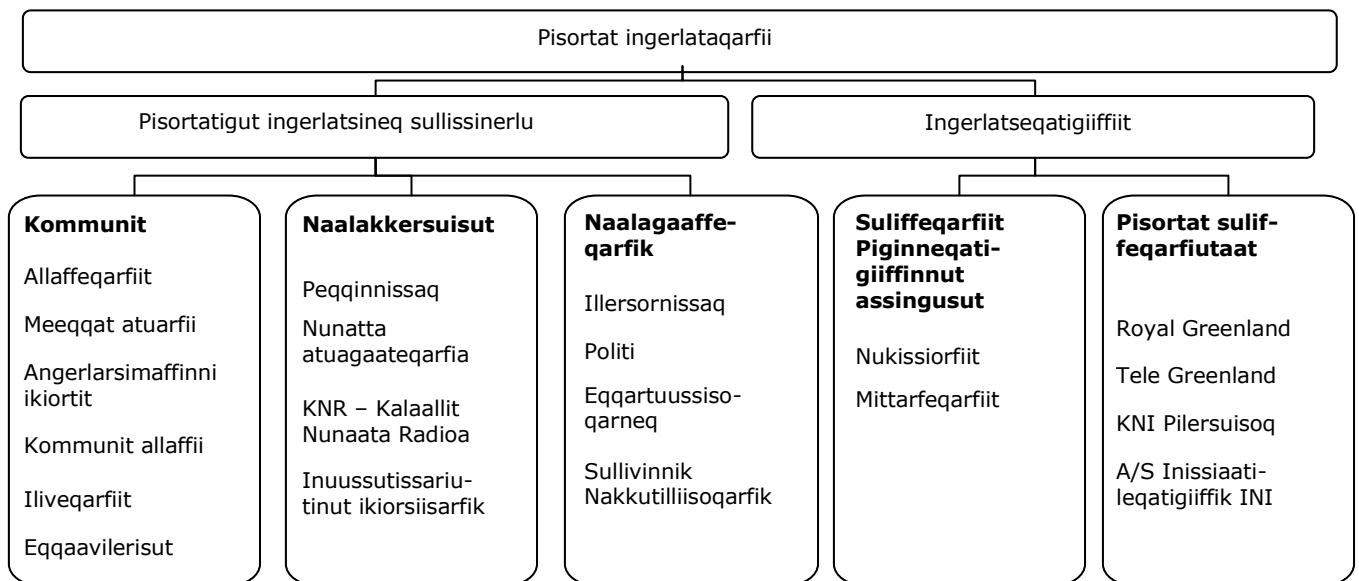 Pisortat ingerlataqarfii
Pisortatigut ingerlatsineq sullissinerlu
Ingerlatseqatigiiffiit
Kommunit
Allaffeqarfiit
Meeqqat atuarfii
Angerlarsimaffinni
ikiortit
Kommunit allaffii
Iliveqarfiit
Eqqaavilerisut
Naalakkersuisut
Peqqinnissaq
Nunatta
atuagaateqarfia
KNR – Kalaallit
Nunaata Radioa
Inuussutissariu-
tinut ikiorsiisarfik
Naalagaaffe-
qarfik
Illersornissaq
Politi
Eqqartuussiso-
qarneq
Sullivinnik
Nakkutilliisoqarfik
Suliffeqarfiit
Piginneqati-
giiffinnut
assingusut
Nukissiorfiit
Mittarfeqarfiit
Pisortat sulif-
feqarfiutaat
Royal Greenland
Tele Greenland
KNI Pilersuisoq
A/S Inissiaati-
leqatigiiffik INI